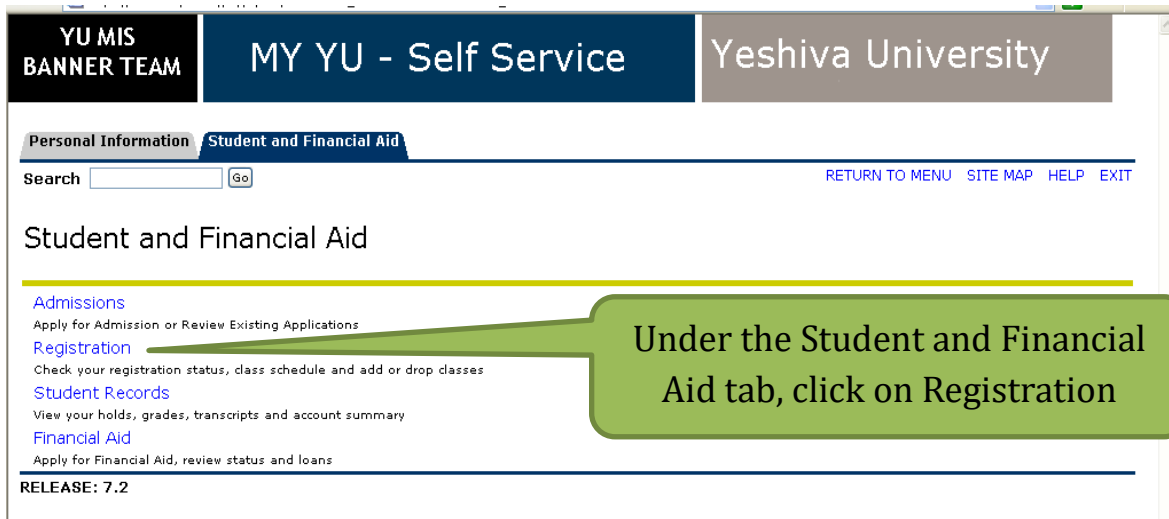 YU MIS
BANNER TEAM
MY YU - Self Service
Yeshiva University
Personal Information
Student and Financial Aid
Search
Go
RETURN TO MENU SITE MAP HELP EXIT
Student and Financial Aid
Admissions
Apply for Admission or Review Existing Applications
Registration
Check your registration status, class schedule and add or drop classes
Student Records
View your holds, grades, transcripts and account summary
Financial Aid
Apply for Financial Aid, review status and loans
RELEASE: 7.2
Under the Student and Financial
Aid tab, click on Registration